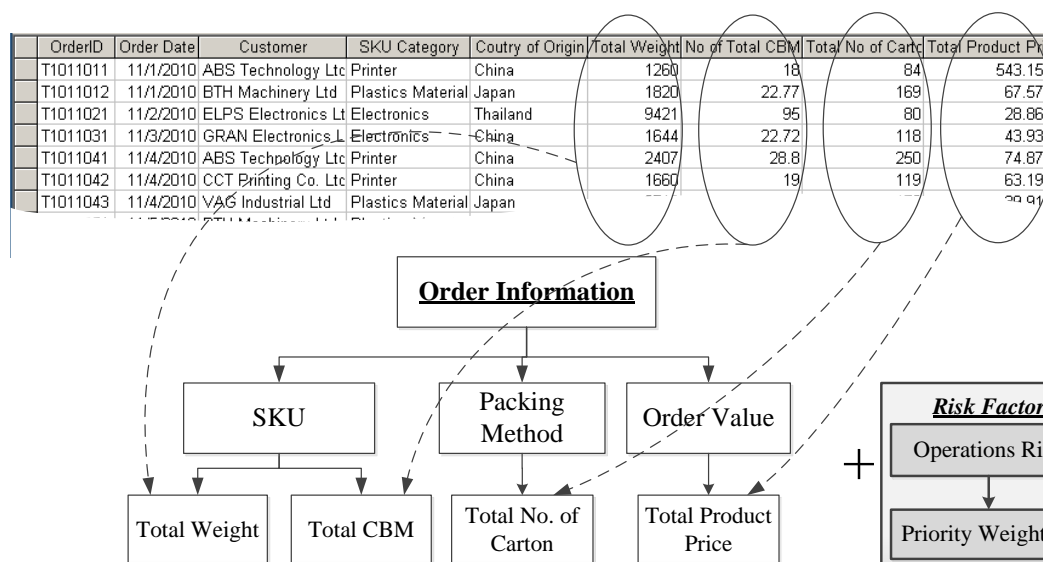 OrderID Order Date Customer SKU Category Coutry of Origin Total Weight No of Total CBM Total No of Carto Total Product Pr
T1011011 11/1/2010 ABS Technology Ltc Printer China 1260 18 84 543.15
T1011012 11/1/2010 BTH Machinery Ltd Plastics Material Japan 1820 22.77 169 67.57
T1011021 11/2/2010 ELPS Electronics Lt Electronics Thailand 9421 95 80 28.86
T1011031 11/3/2010 GRAN Electronics L Electronics China 1644 22.72 118 43.93
T1011041 11/4/2010 ABS Technology Ltc Printer China 2407 28.8 250 74.87
T1011042 11/4/2010 CCT Printing Co. Ltc Printer China 1660 19 119 63.19
T1011043 11/4/2010 VAG Industrial Ltd Plastics Material Japan
Order Information
SKU Packing Method Order Value
Risk Factor
Operations Ri
+
Total Weight Total CBM Total No. of Carton Total Product Price
Priority Weight